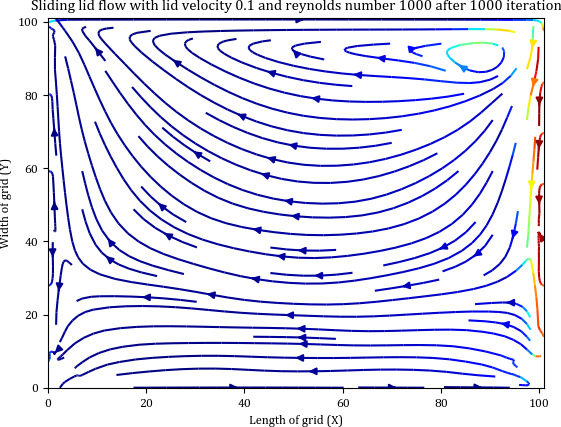 Sliding lid flow with lid velocity 0.1 and reynolds number 1000 after 1000 iteration
100
80
60
40
20
0
Width of grid (Y)
0 20 40 60 80 100
Length of grid (X)